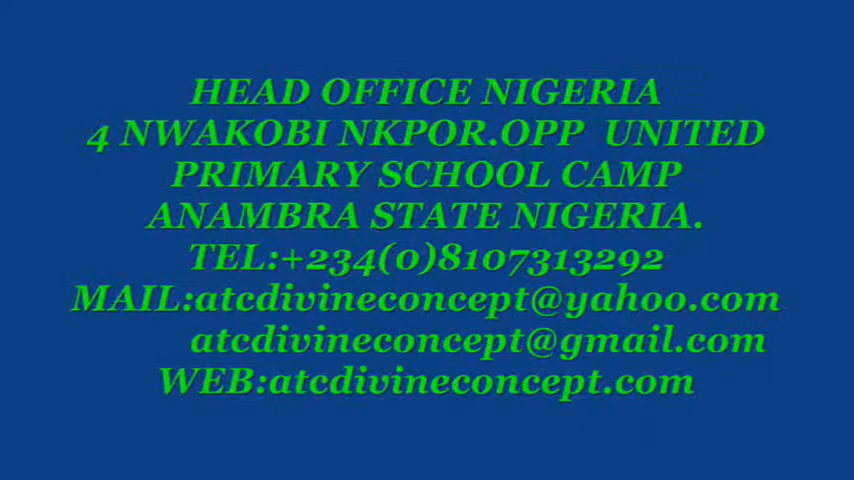 HEAD OFFICE NIGERIA
4 NWAKOBI NKPOR.OPP UNITED
PRIMARY SCHOOL CAMP
ANAMBRA STATE NIGERIA.
TEL:+234(0)8107313292
MAIL:atcdivineconcept@yahoo.com
atcdivineconcept@gmail.com
WEB:atcdivineconcept.com